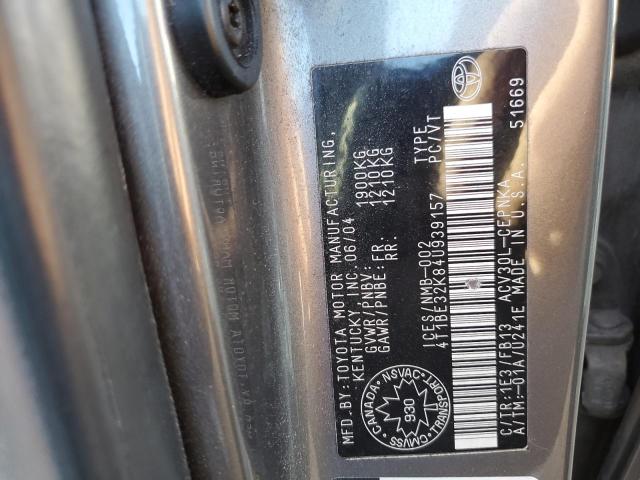 MFD.BY:TOYOTA MOTOR MANUFACTURING,
KENTUCKY, INC. 06/04
GVWR/PNBV: 1900KG
GAWR/PNBE:FR. 1210KG
RR. 1210KG
CANADA NSVAC
930
CMVSS TRANSPORT
ICES/NMB-002 TYPE
4T1BE32K84U939157 PC/VT
C/TR:1E3/FB13 ACV30L-CEPNKA
A/TM:-01A/U241E MADE IN U.S.A. 51669